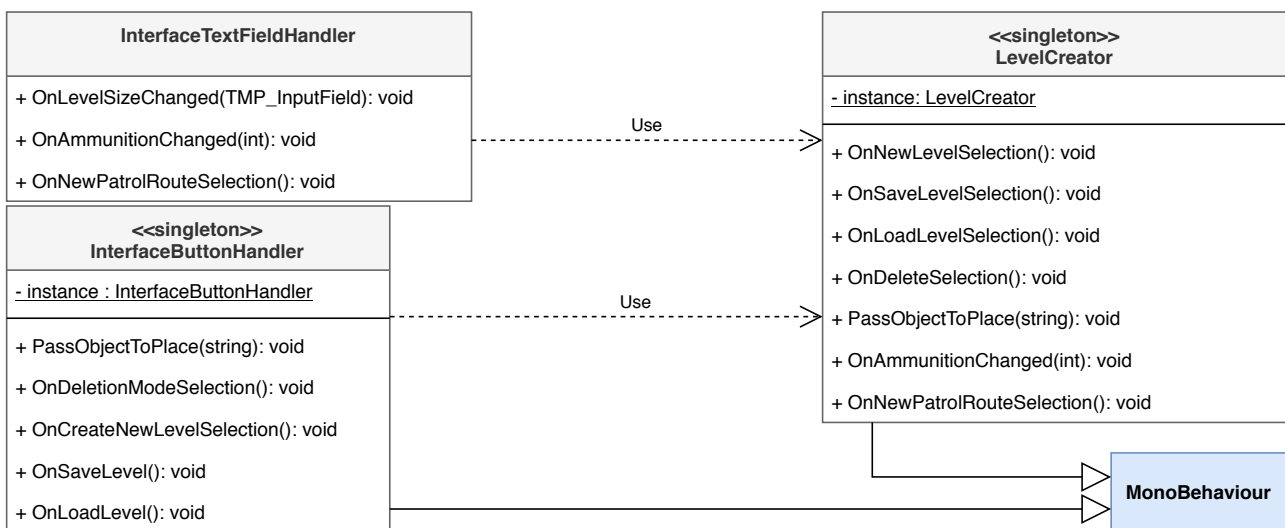 InterfaceTextFieldHandler
+ OnLevelSizeChanged(TMP_InputField): void
+ OnAmmunitionChanged(int): void
+ OnNewPatrolRouteSelection(): void
<<singleton>>
InterfaceButtonHandler
- instance : InterfaceButtonHandler
+ PassObjectToPlace(string): void
+ OnDeletionModeSelection(): void
+ OnCreateNewLevelSelection(): void
+ OnSaveLevel(): void
+ OnLoadLevel(): void
Use
Use
<<singleton>>
LevelCreator
- instance: LevelCreator
+ OnNewLevelSelection(): void
+ OnSaveLevelSelection(): void
+ OnLoadLevelSelection(): void
+ OnDeleteSelection(): void
+ PassObjectToPlace(string): void
+ OnAmmunitionChanged(int): void
+ OnNewPatrolRouteSelection(): void
MonoBehaviour